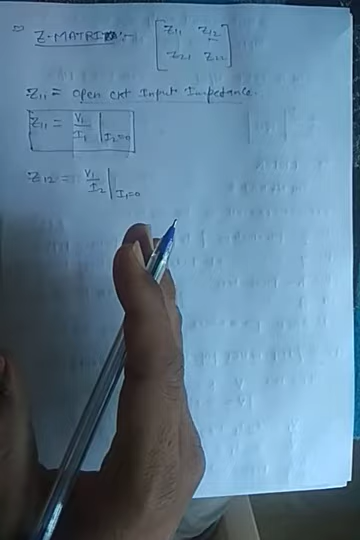 Z-MATRIX:- [Z11 Z12
Z21 Z22]
Z11 = Open ckt Input Impedance.
Z11 = V1/I1 | I2=0
Z12 = V1/I2 | I1=0